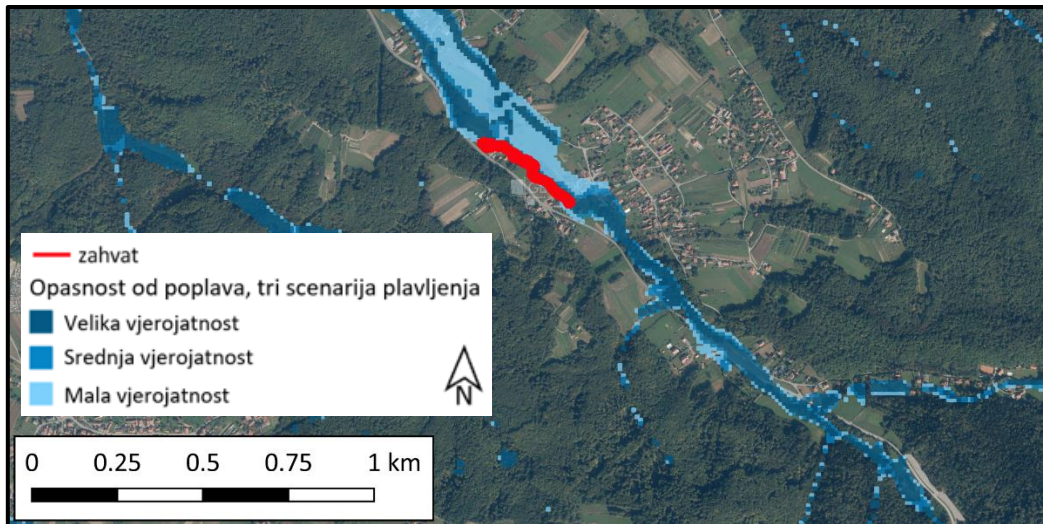 zahvat
Opasnost od poplava, tri scenarija plavljenja
Velika vjerojatnost
Srednja vjerojatnost
Mala vjerojatnost
N
0 0.25 0.5 0.75 1 km